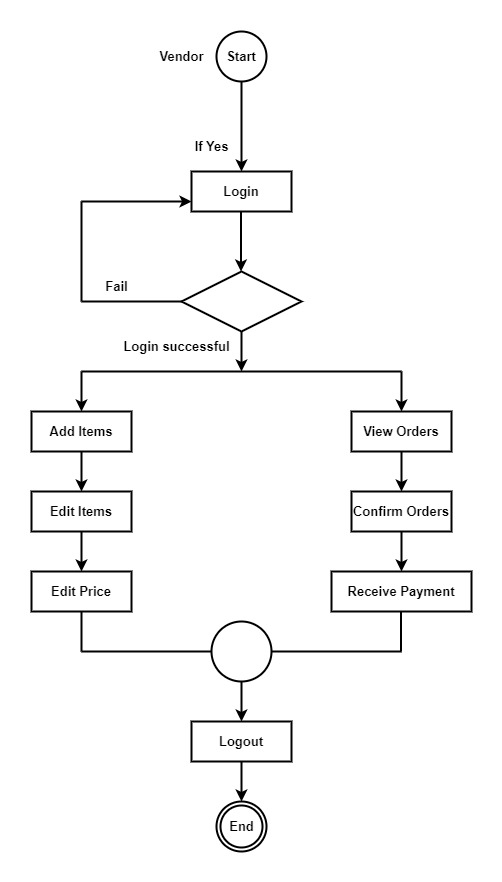 Vendor
Start
If Yes
Login
Fail
Login successful
Add Items
View Orders
Edit Items
Confirm Orders
Edit Price
Receive Payment
Logout
End